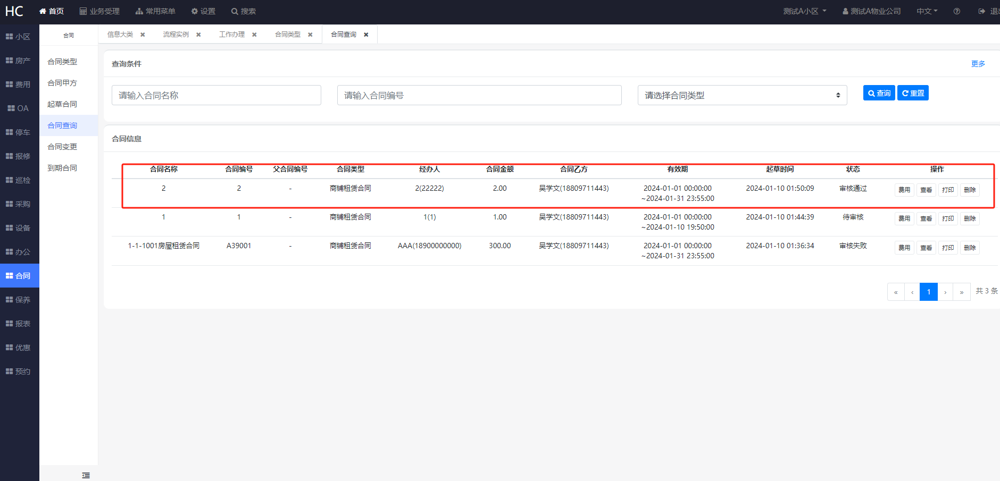 HC 首页 业务受理 常用菜单 设置 搜索 测试A小区 测试A物业公司 中文 退出
小区
房产
费用
OA
停车
报修
巡检
采购
设备
办公
合同
保养
报表
优惠
预约
合同
合同类型
合同甲方
起草合同
合同查询
合同变更
到期合同
信息大类 流程实例 工作办理 合同类型 合同查询
查询条件 更多
请输入合同名称 请输入合同编号 请选择合同类型 查询 重置
合同信息
合同名称 合同编号 父合同编号 合同类型 经办人 合同金额 合同乙方 有效期 起草时间 状态 操作
2 2 - 商铺租赁合同 2(22222) 2.00 吴学文(18809711443) 2024-01-01 00:00:00 2024-01-10 01:50:09 审核通过 费用 查看 打印 删除
~2024-01-31 23:55:00
1 1 - 商铺租赁合同 1(1) 1.00 吴学文(18809711443) 2024-01-01 00:00:00 2024-01-10 01:44:39 待审核 费用 查看 打印 删除
~2024-01-10 19:50:00
1-1-1001房屋租赁合同 A39001 - 商铺租赁合同 AAA(18900000000) 300.00 吴学文(18809711443) 2024-01-01 00:00:00 2024-01-10 01:36:34 审核失败 费用 查看 打印 删除
~2024-01-31 23:55:00
« ‹ 1 › » 共 3 条